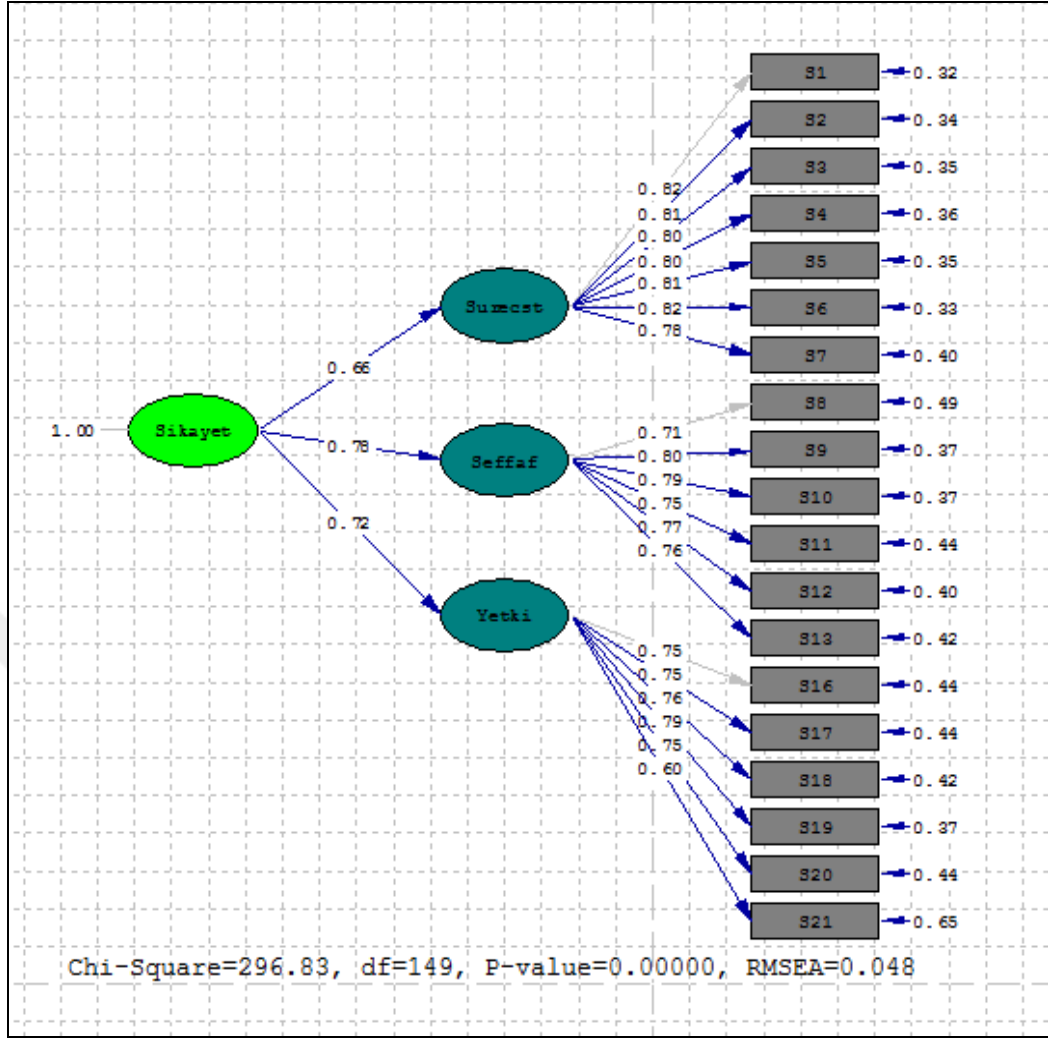 S1 0.32
S2 0.34
S3 0.35
S4 0.36
S5 0.35
S6 0.33
S7 0.40
S8 0.49
S9 0.37
S10 0.37
S11 0.44
S12 0.40
S13 0.42
S16 0.44
S17 0.44
S18 0.42
S19 0.37
S20 0.44
S21 0.65
0.82
0.81
0.80
0.80
0.81
0.82
0.78
Surecst
0.66
1.00 Sikayet
0.78
Seffaf
0.71
0.80
0.79
0.75
0.77
0.76
0.72
Yetki
0.75
0.75
0.76
0.79
0.75
0.60
Chi-Square=296.83, df=149, P-value=0.00000, RMSEA=0.048